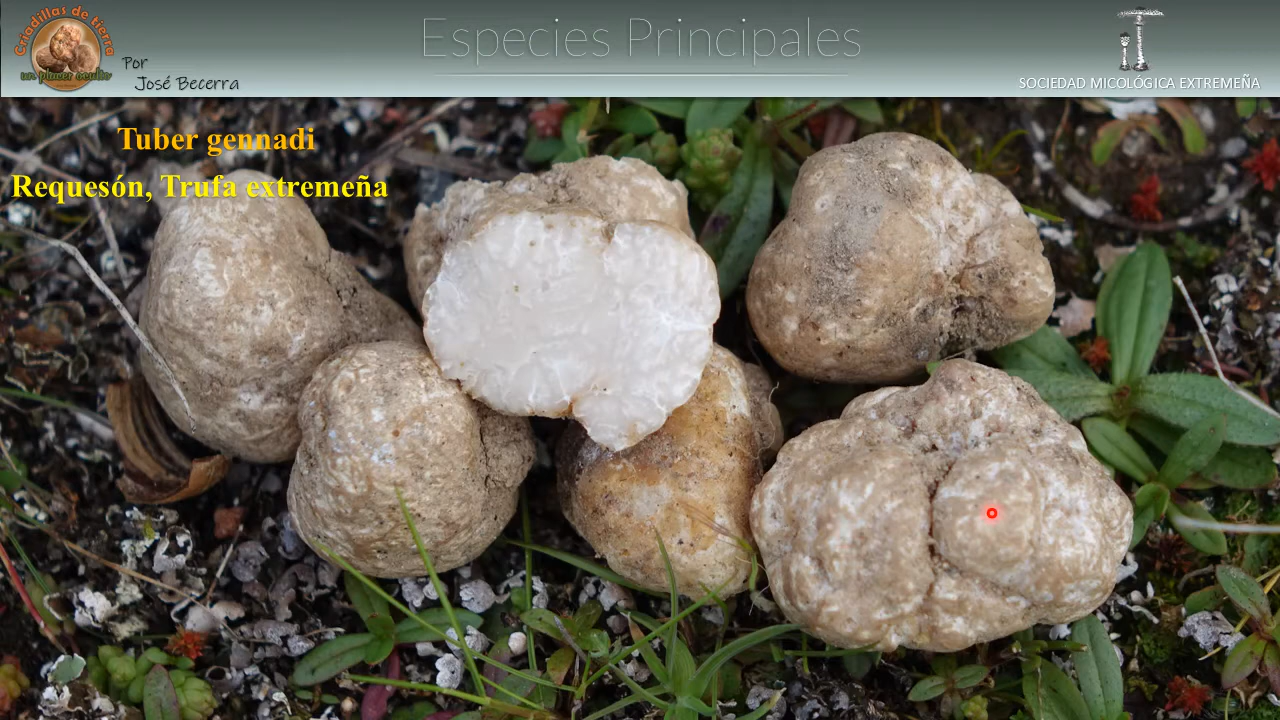 Especies Principales
Criadillas de tierra
un placer oculto
Por
José Becerra
SOCIEDAD MICOLÓGICA EXTREMEÑA
Tuber gennadi
Requesón, Trufa extremeña